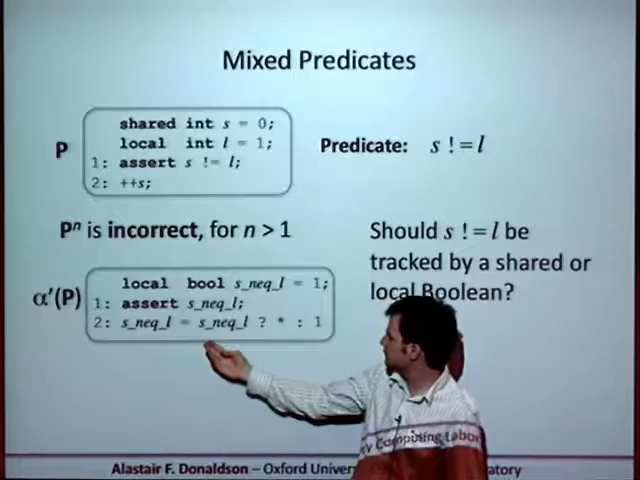 Mixed Predicates
P
shared int s = 0;
local int l = 1;
1: assert s != l;
2: ++s;
Predicate: s != l
Pⁿ is incorrect, for n > 1
Should s != l be
tracked by a shared or
local Boolean?
α'(P)
local bool s_neq_l = 1;
1: assert s_neq_l;
2: s_neq_l = s_neq_l ? * : 1
Computing Labor
Alastair F. Donaldson – Oxford